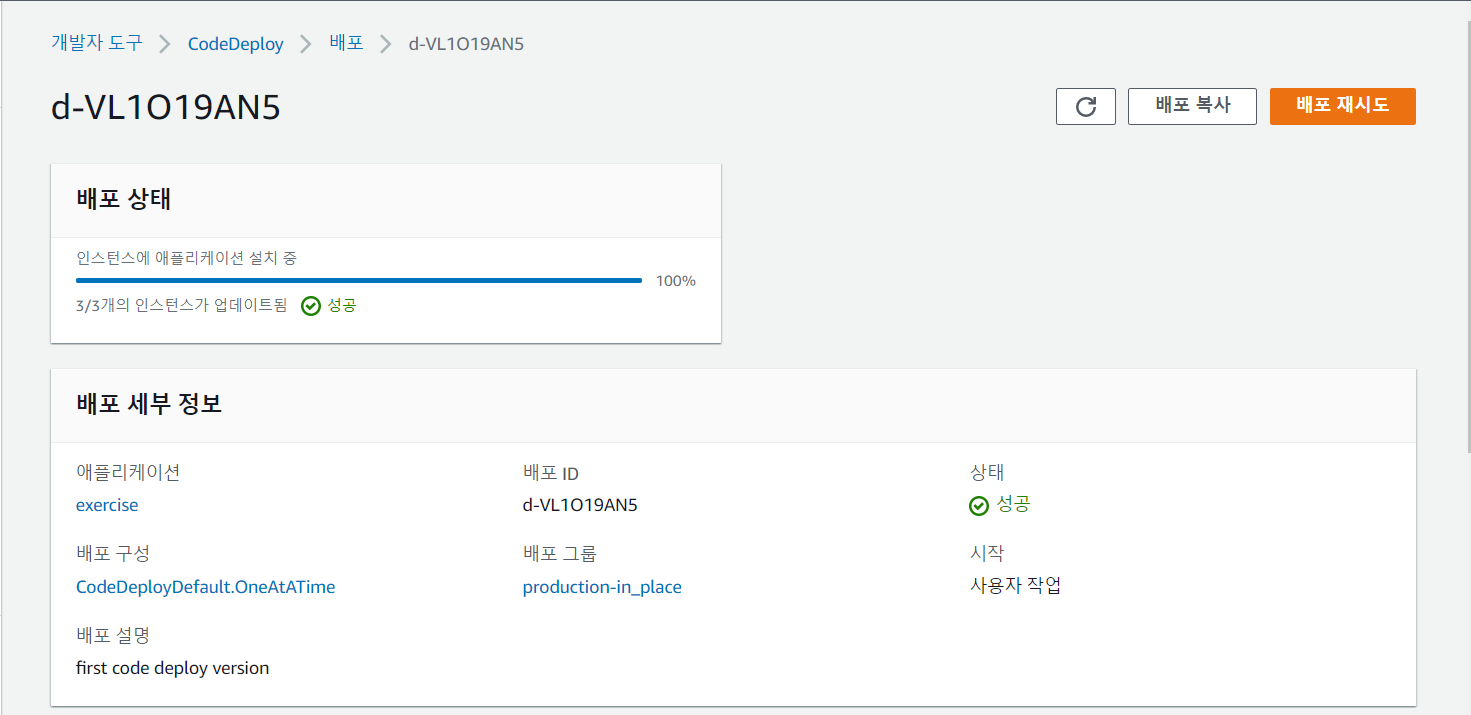 개발자 도구 > CodeDeploy > 배포 > d-VL1O19AN5
d-VL1O19AN5
배포 복사
배포 재시도
배포 상태
인스턴스에 애플리케이션 설치 중
100%
3/3개의 인스턴스가 업데이트됨 성공
배포 세부 정보
애플리케이션 배포 ID 상태
exercise d-VL1O19AN5 성공
배포 구성 배포 그룹 시작
CodeDeployDefault.OneAtATime production-in_place 사용자 작업
배포 설명
first code deploy version